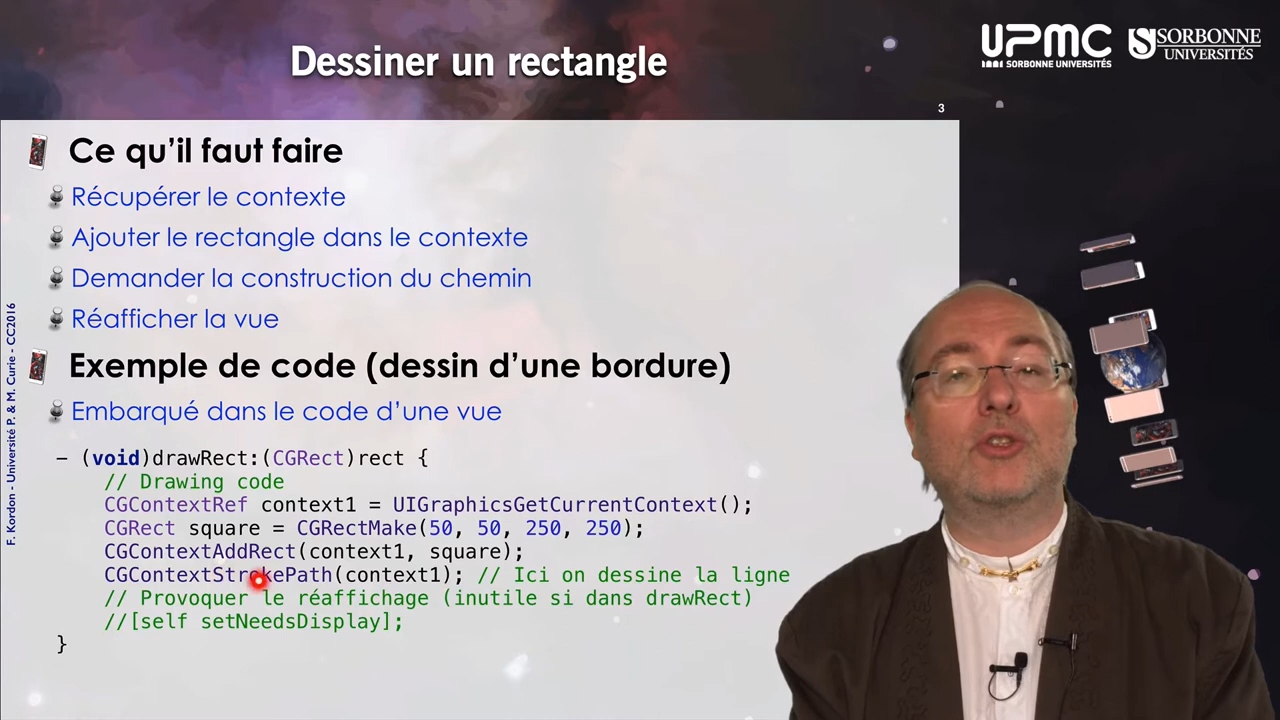 Dessiner un rectangle
UPMC
SORBONNE UNIVERSITÉS
SORBONNE
UNIVERSITÉS
3
Ce qu'il faut faire
Récupérer le contexte
Ajouter le rectangle dans le contexte
Demander la construction du chemin
Réafficher la vue
Exemple de code (dessin d'une bordure)
Embarqué dans le code d'une vue
- (void)drawRect:(CGRect)rect {
// Drawing code
CGContextRef context1 = UIGraphicsGetCurrentContext();
CGRect square = CGRectMake(50, 50, 250, 250);
CGContextAddRect(context1, square);
CGContextStrokePath(context1); // Ici on dessine la ligne
// Provoquer le réaffichage (inutile si dans drawRect)
//[self setNeedsDisplay];
}
F. Kordon - Université P. & M. Curie - CC2016